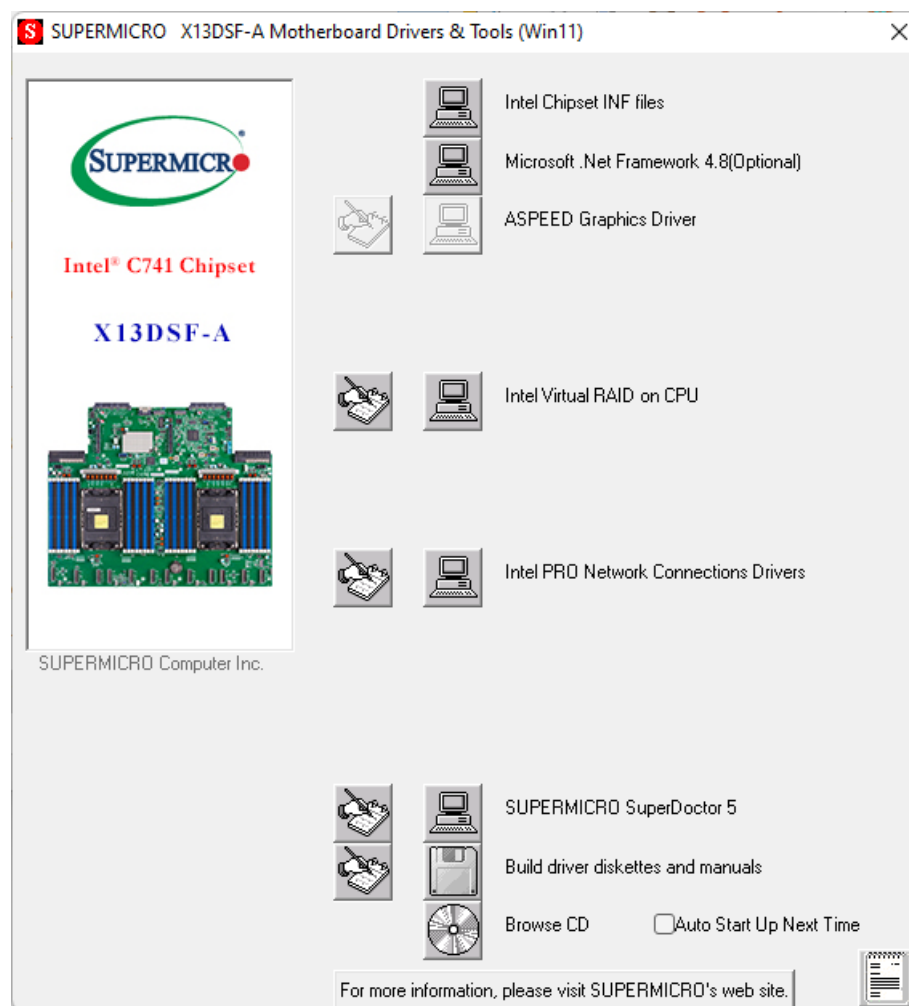 SUPERMICRO X13DSF-A Motherboard Drivers & Tools (Win11)
SUPERMICRO
Intel® C741 Chipset
X13DSF-A
SUPERMICRO Computer Inc.
Intel Chipset INF files
Microsoft .Net Framework 4.8(Optional)
ASPEED Graphics Driver
Intel Virtual RAID on CPU
Intel PRO Network Connections Drivers
SUPERMICRO SuperDoctor 5
Build driver diskettes and manuals
Browse CD Auto Start Up Next Time
For more information, please visit SUPERMICRO's web site.